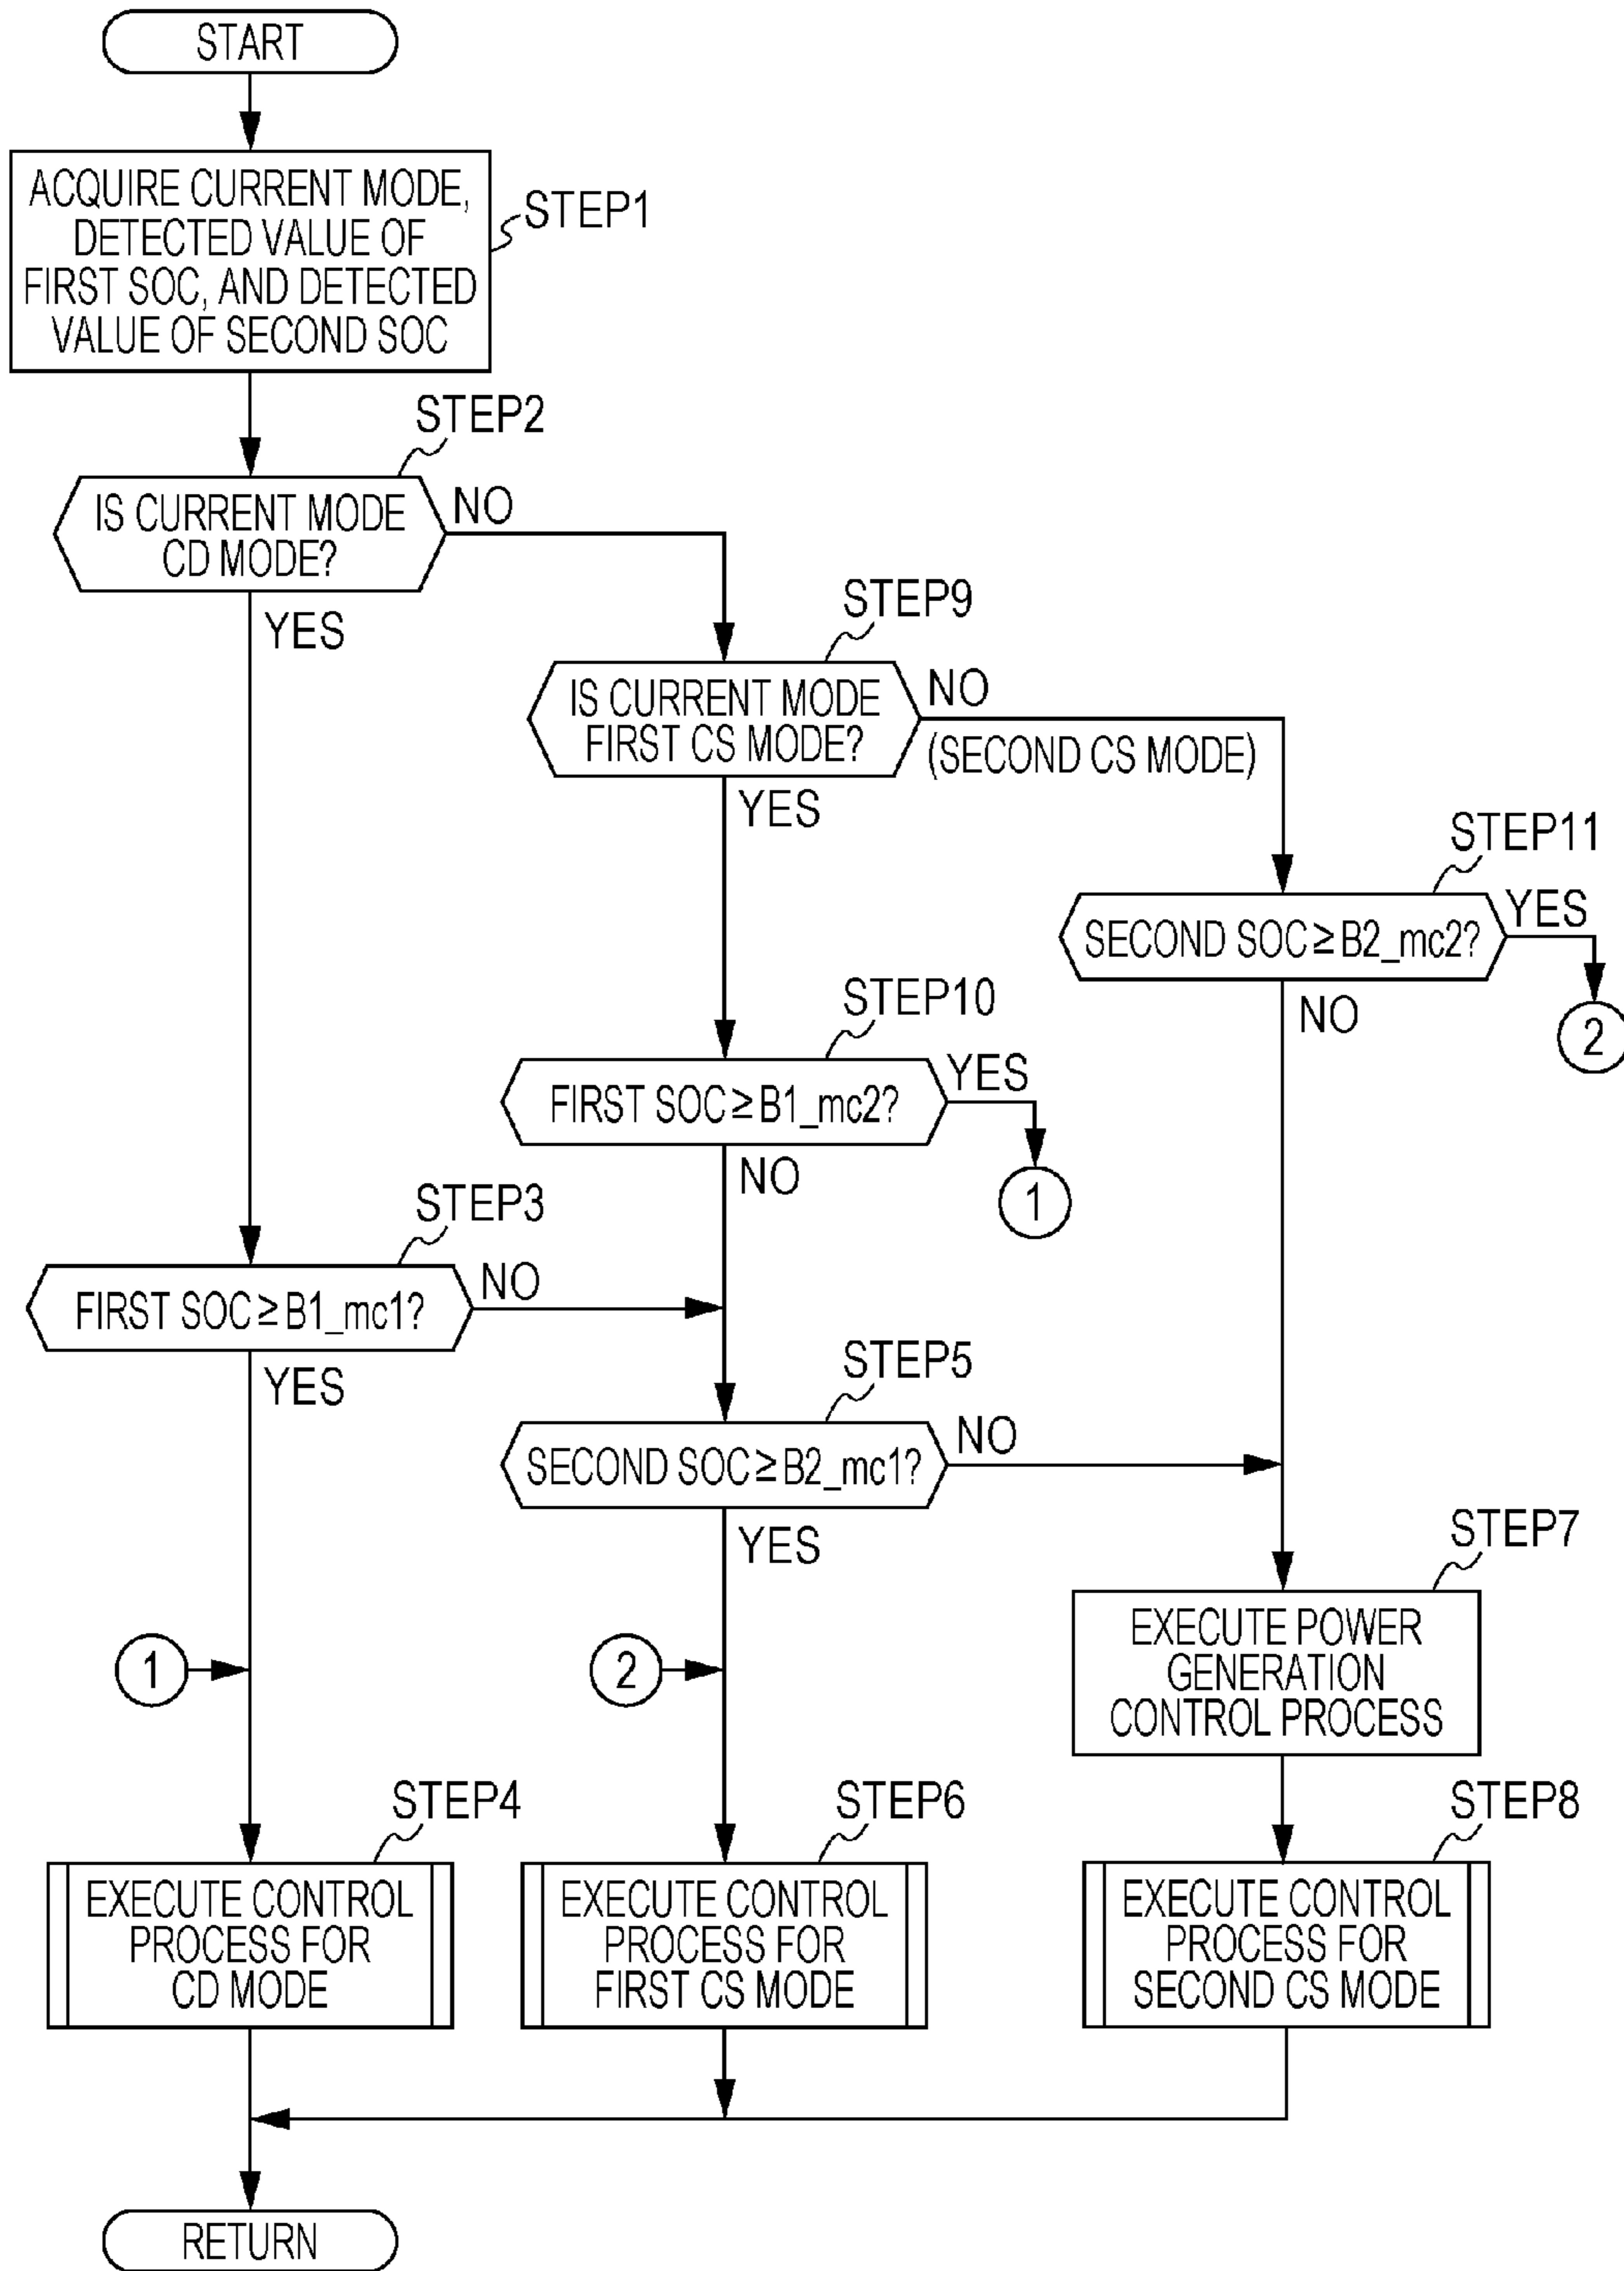 START
ACQUIRE CURRENT MODE,
DETECTED VALUE OF
FIRST SOC, AND DETECTED
VALUE OF SECOND SOC
STEP1
STEP2
IS CURRENT MODE
CD MODE?
NO
YES
STEP9
IS CURRENT MODE
FIRST CS MODE?
NO
(SECOND CS MODE)
YES
STEP11
SECOND SOC≥B2_mc2?
YES
2
NO
STEP10
FIRST SOC≥B1_mc2?
YES
1
NO
STEP3
FIRST SOC≥B1_mc1?
NO
YES
STEP5
SECOND SOC≥B2_mc1?
NO
YES
STEP7
EXECUTE POWER
GENERATION
CONTROL PROCESS
1
2
STEP4
EXECUTE CONTROL
PROCESS FOR
CD MODE
STEP6
EXECUTE CONTROL
PROCESS FOR
FIRST CS MODE
STEP8
EXECUTE CONTROL
PROCESS FOR
SECOND CS MODE
RETURN